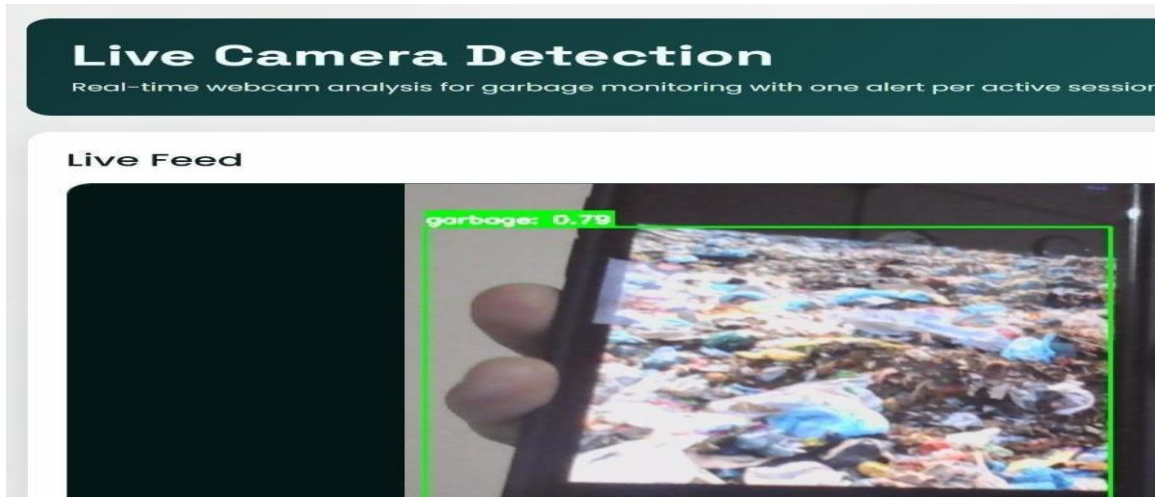 Live Camera Detection
Real-time webcam analysis for garbage monitoring with one alert per active session
Live Feed
garbage: 0.79